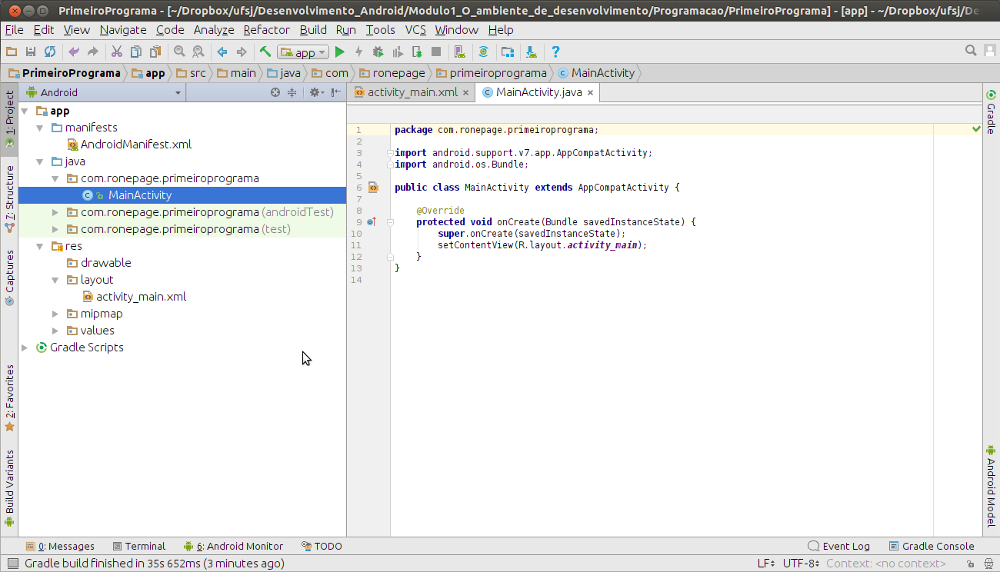 PrimeiroPrograma - [~/Dropbox/ufsj/Desenvolvimento_Android/Modulo1_O_ambiente_de_desenvolvimento/Programacao/PrimeiroPrograma] - [app] - ~/Dropbox/ufsj/De
File Edit View Navigate Code Analyze Refactor Build Run Tools VCS Window Help
app
PrimeiroPrograma app src main java com ronepage primeiroprograma MainActivity
1: Project
7: Structure
Captures
2: Favorites
Build Variants
Android
app
manifests
AndroidManifest.xml
java
com.ronepage.primeiroprograma
MainActivity
com.ronepage.primeiroprograma (androidTest)
com.ronepage.primeiroprograma (test)
res
drawable
layout
activity_main.xml
mipmap
values
Gradle Scripts
activity_main.xml MainActivity.java
1 package com.ronepage.primeiroprograma;
2
3 import android.support.v7.app.AppCompatActivity;
4 import android.os.Bundle;
5
6 public class MainActivity extends AppCompatActivity {
7
8 @Override
9 protected void onCreate(Bundle savedInstanceState) {
10 super.onCreate(savedInstanceState);
11 setContentView(R.layout.activity_main);
12 }
13 }
14
Gradle
Android Model
0: Messages Terminal 6: Android Monitor TODO Event Log Gradle Console
Gradle build finished in 35s 652ms (3 minutes ago) LF UTF-8 Context: <no context>